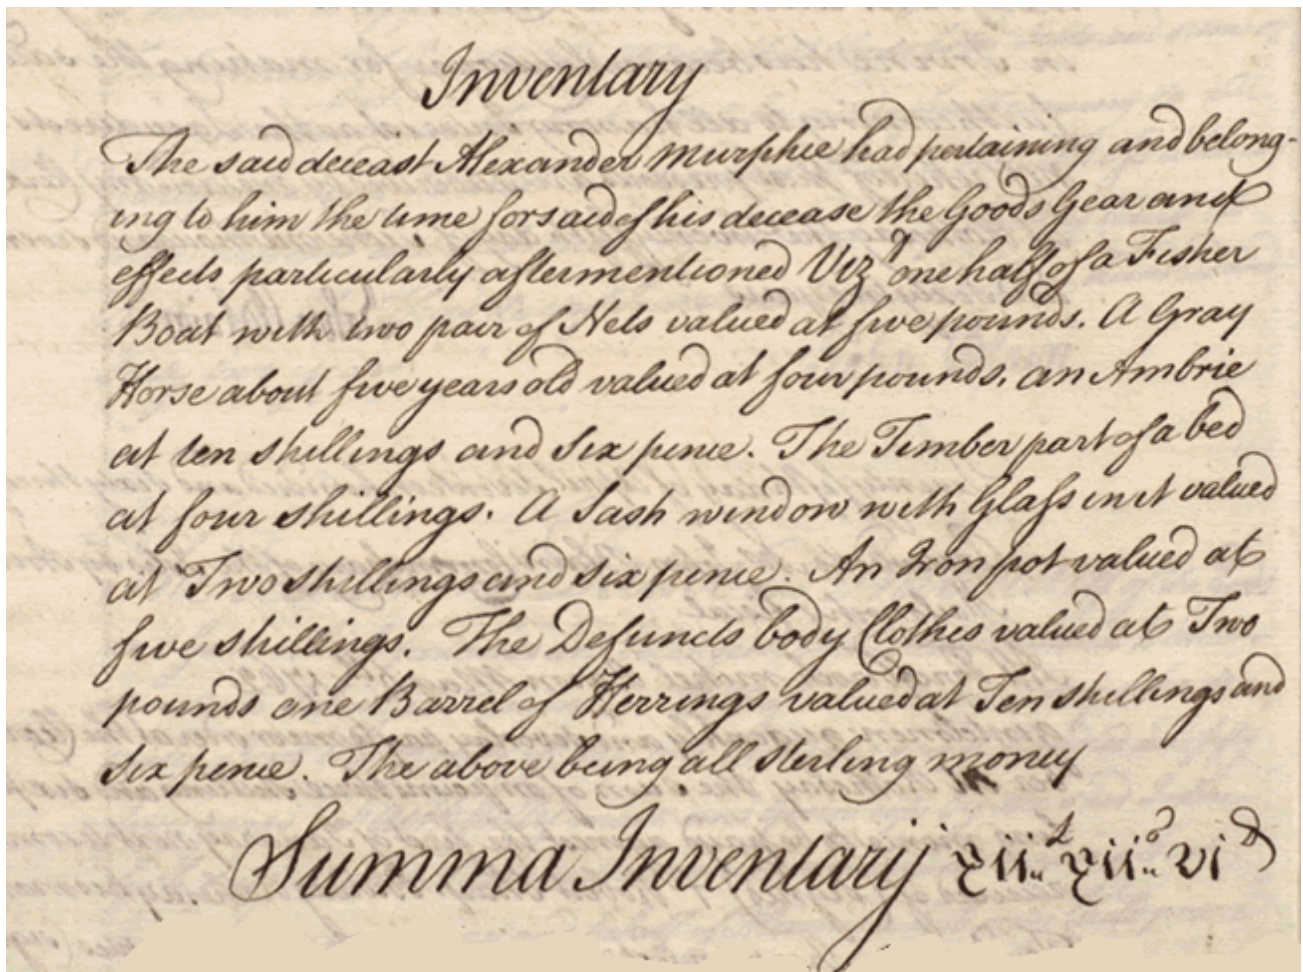 Inventary
The said deceast Alexander Murphie had pertaining and belong-
ing to him the time forsaid of his decease the Goods Gear and
effects particularly aftermentioned Vizt one half of a Fisher
Boat with two pair of Nets valued at five pounds. A Gray
Horse about five years old valued at four pounds. an Ambrie
at ten shillings and six pence. The Timber part of a bed
at four shillings. A Sash window with Glass in it valued
at Two shillings and six pence. An Iron pot valued at
five shillings. The Defuncts body Clothes valued at Two
pounds one Barrel of Herrings valued at Ten shillings and
six pence. The above being all sterling money
Summa Inventarij xii L xii s vi d